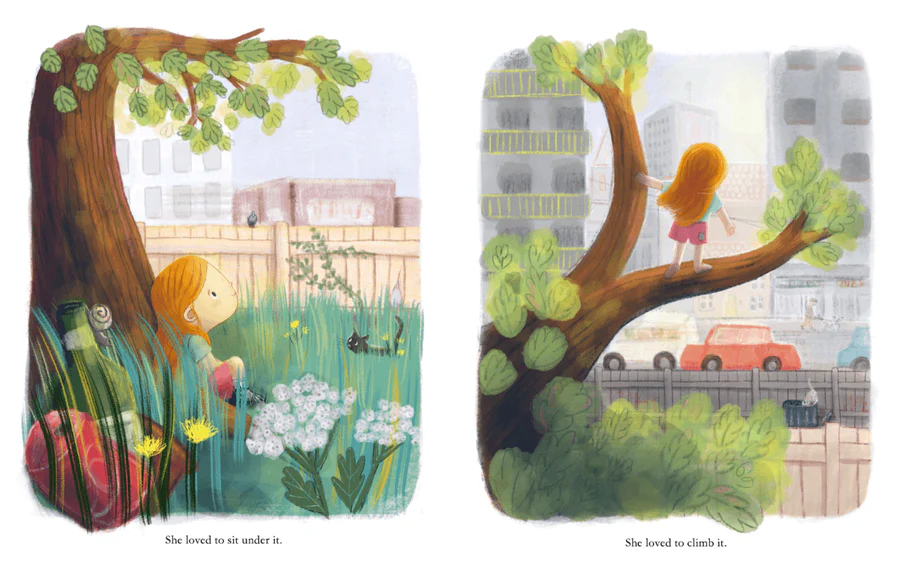 She loved to sit under it.
She loved to climb it.